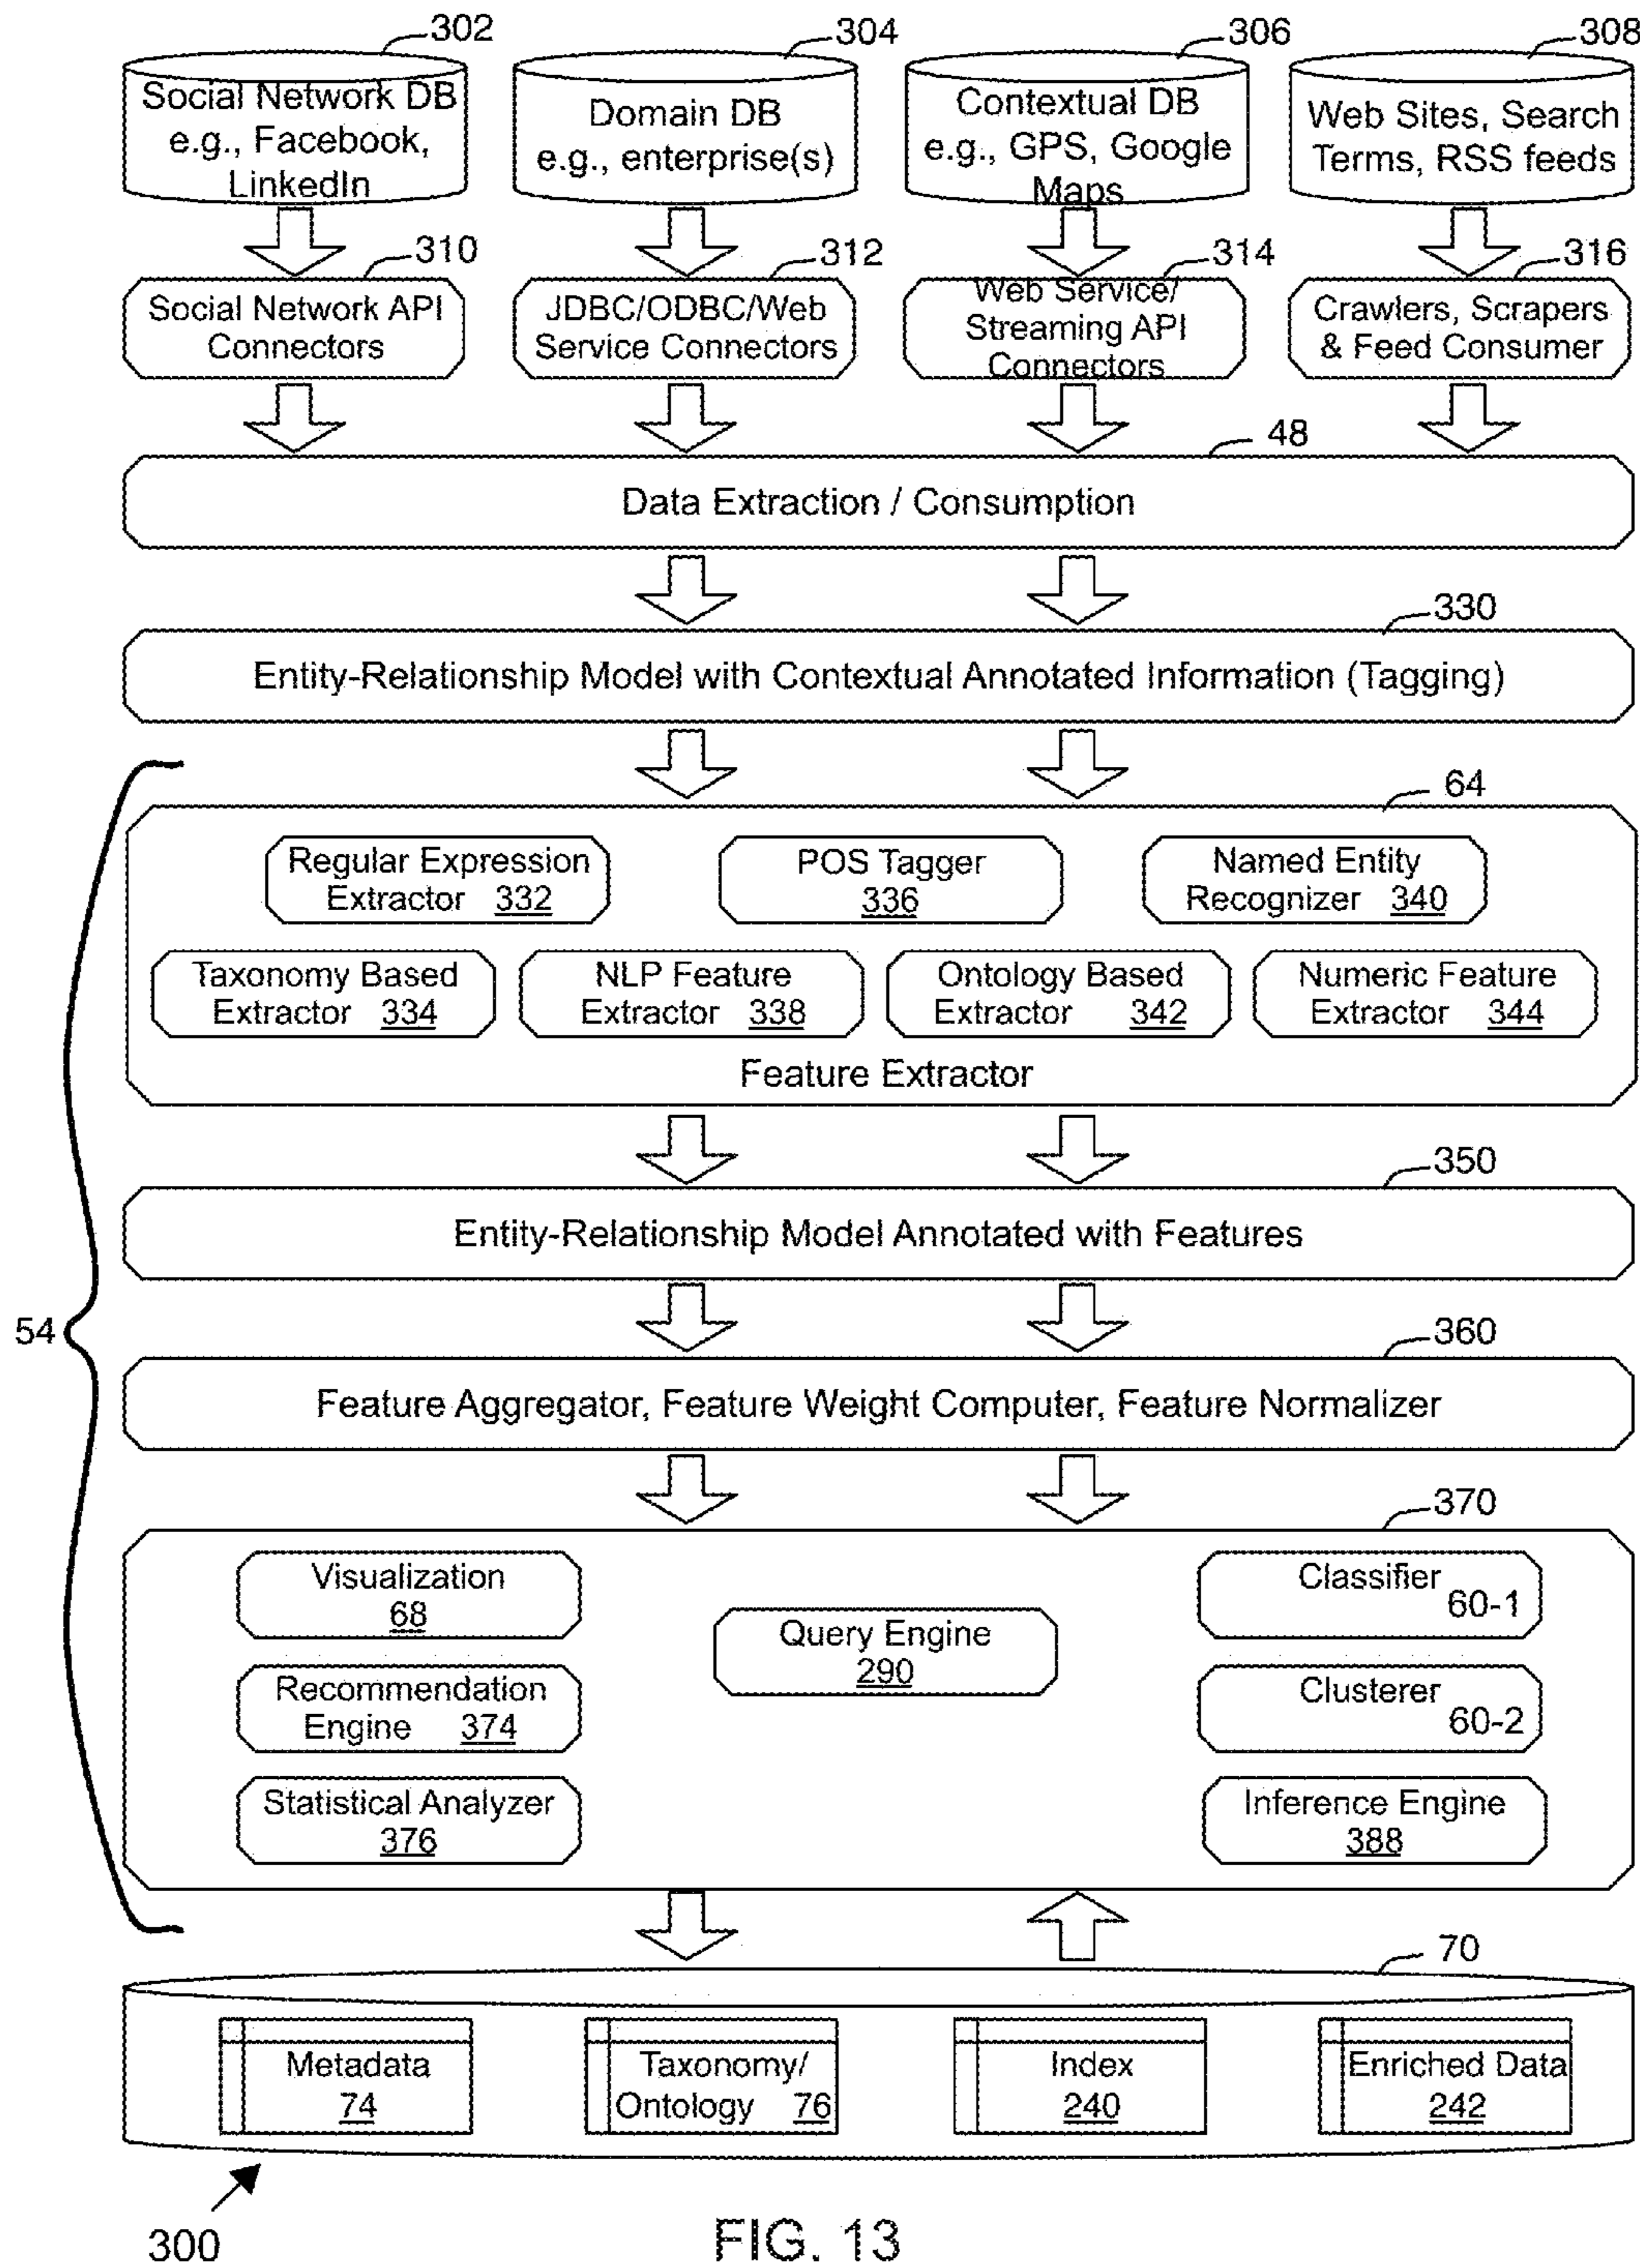 302
304
306
308
Social Network DB
e.g., Facebook,
LinkedIn
Domain DB
e.g., enterprise(s)
Contextual DB
e.g., GPS, Google
Maps
Web Sites, Search
Terms, RSS feeds
310
312
314
316
Social Network API
Connectors
JDBC/ODBC/Web
Service Connectors
Web Service/
Streaming API
Connectors
Crawlers, Scrapers
& Feed Consumer
48
Data Extraction / Consumption
330
Entity-Relationship Model with Contextual Annotated Information (Tagging)
64
Regular Expression
Extractor 332
POS Tagger
336
Named Entity
Recognizer 340
Taxonomy Based
Extractor 334
NLP Feature
Extractor 338
Ontology Based
Extractor 342
Numeric Feature
Extractor 344
Feature Extractor
350
Entity-Relationship Model Annotated with Features
54
360
Feature Aggregator, Feature Weight Computer, Feature Normalizer
370
Visualization
68
Query Engine
290
Classifier
60-1
Recommendation
Engine 374
Clusterer
60-2
Statistical Analyzer
376
Inference Engine
388
70
Metadata
74
Taxonomy/
Ontology 76
Index
240
Enriched Data
242
300
FIG. 13